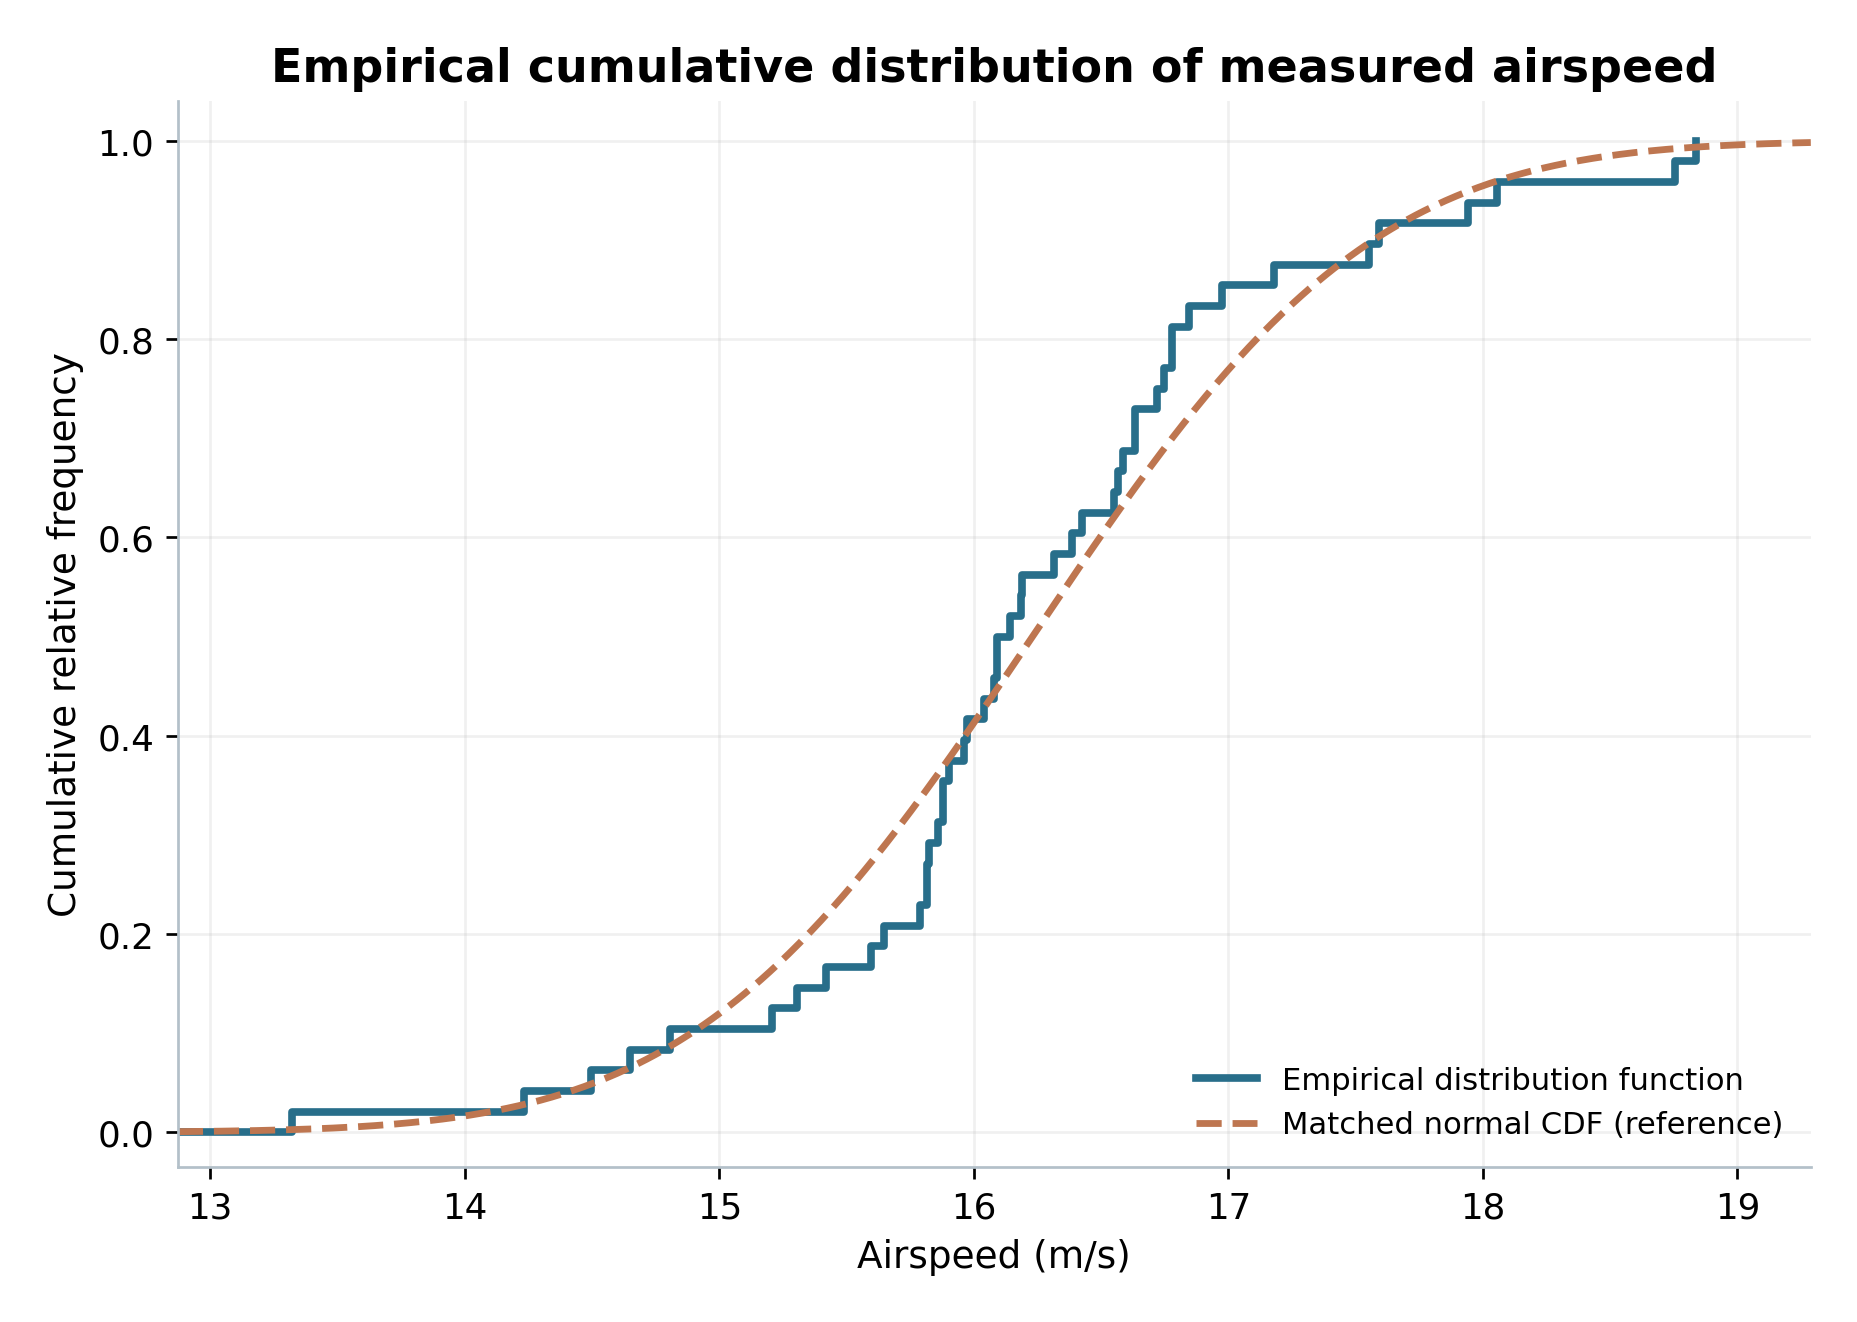 Empirical cumulative distribution of measured airspeed
Cumulative relative frequency
1.0
0.8
0.6
0.4
0.2
0.0
Empirical distribution function
Matched normal CDF (reference)
13 14 15 16 17 18 19
Airspeed (m/s)